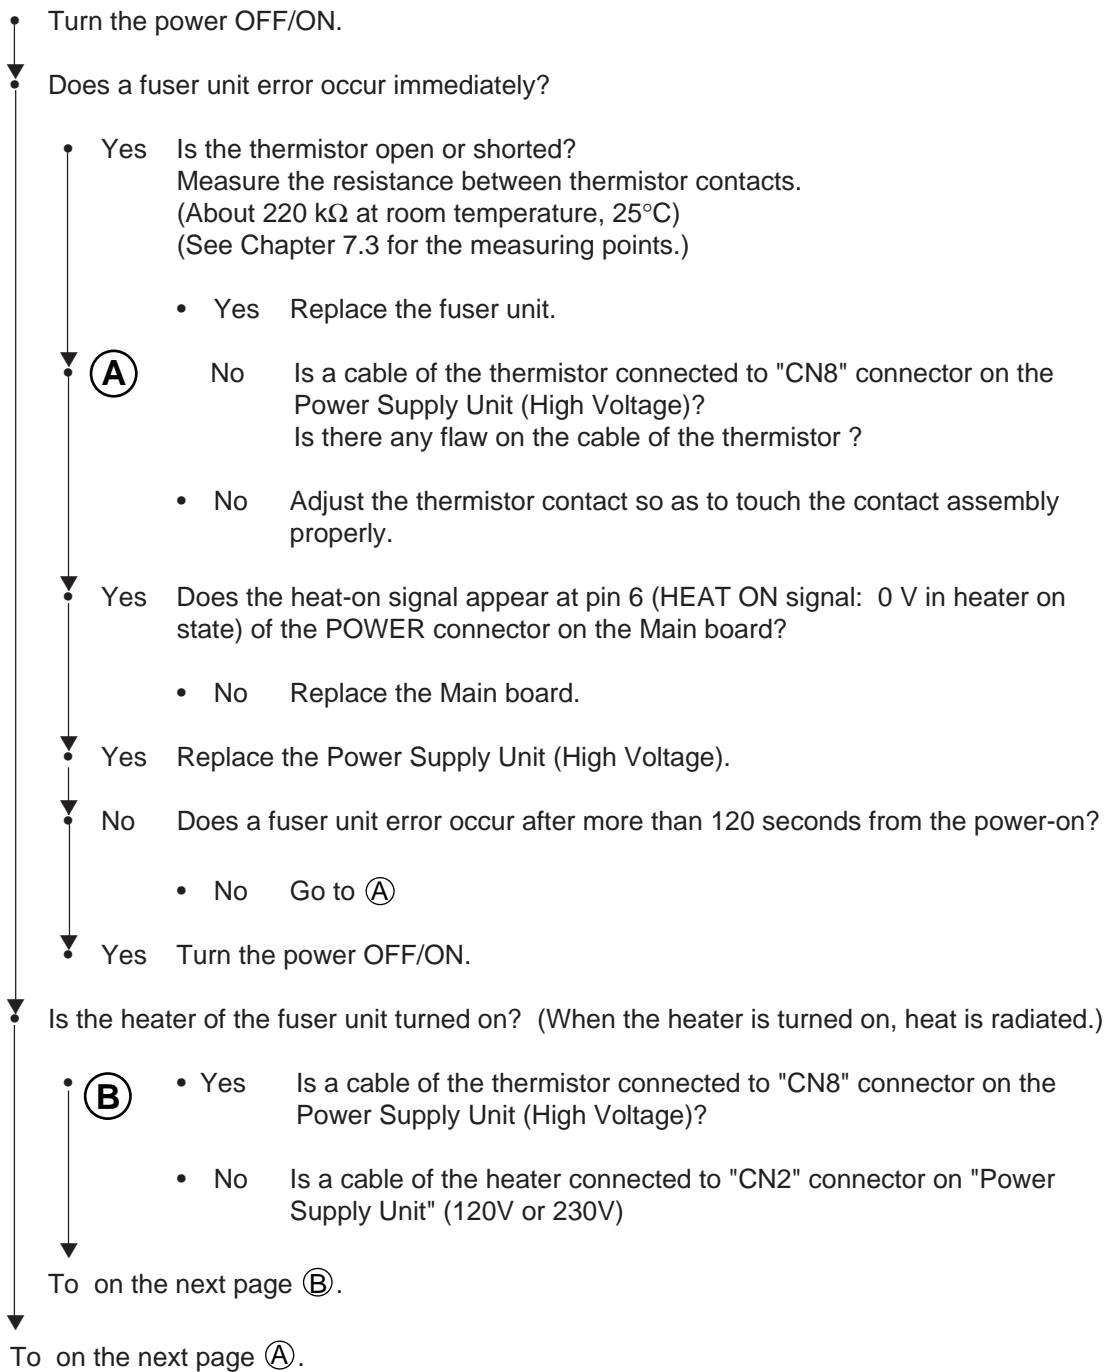 Turn the power OFF/ON.
Does a fuser unit error occur immediately?
Yes Is the thermistor open or shorted?
Measure the resistance between thermistor contacts.
(About 220 kΩ at room temperature, 25°C)
(See Chapter 7.3 for the measuring points.)
• Yes Replace the fuser unit.
A No Is a cable of the thermistor connected to "CN8" connector on the
Power Supply Unit (High Voltage)?
Is there any flaw on the cable of the thermistor ?
• No Adjust the thermistor contact so as to touch the contact assembly
properly.
Yes Does the heat-on signal appear at pin 6 (HEAT ON signal: 0 V in heater on
state) of the POWER connector on the Main board?
• No Replace the Main board.
Yes Replace the Power Supply Unit (High Voltage).
No Does a fuser unit error occur after more than 120 seconds from the power-on?
• No Go to Ⓐ
Yes Turn the power OFF/ON.
Is the heater of the fuser unit turned on? (When the heater is turned on, heat is radiated.)
B • Yes Is a cable of the thermistor connected to "CN8" connector on the
Power Supply Unit (High Voltage)?
• No Is a cable of the heater connected to "CN2" connector on "Power
Supply Unit" (120V or 230V)
To on the next page Ⓑ.
To on the next page Ⓐ.